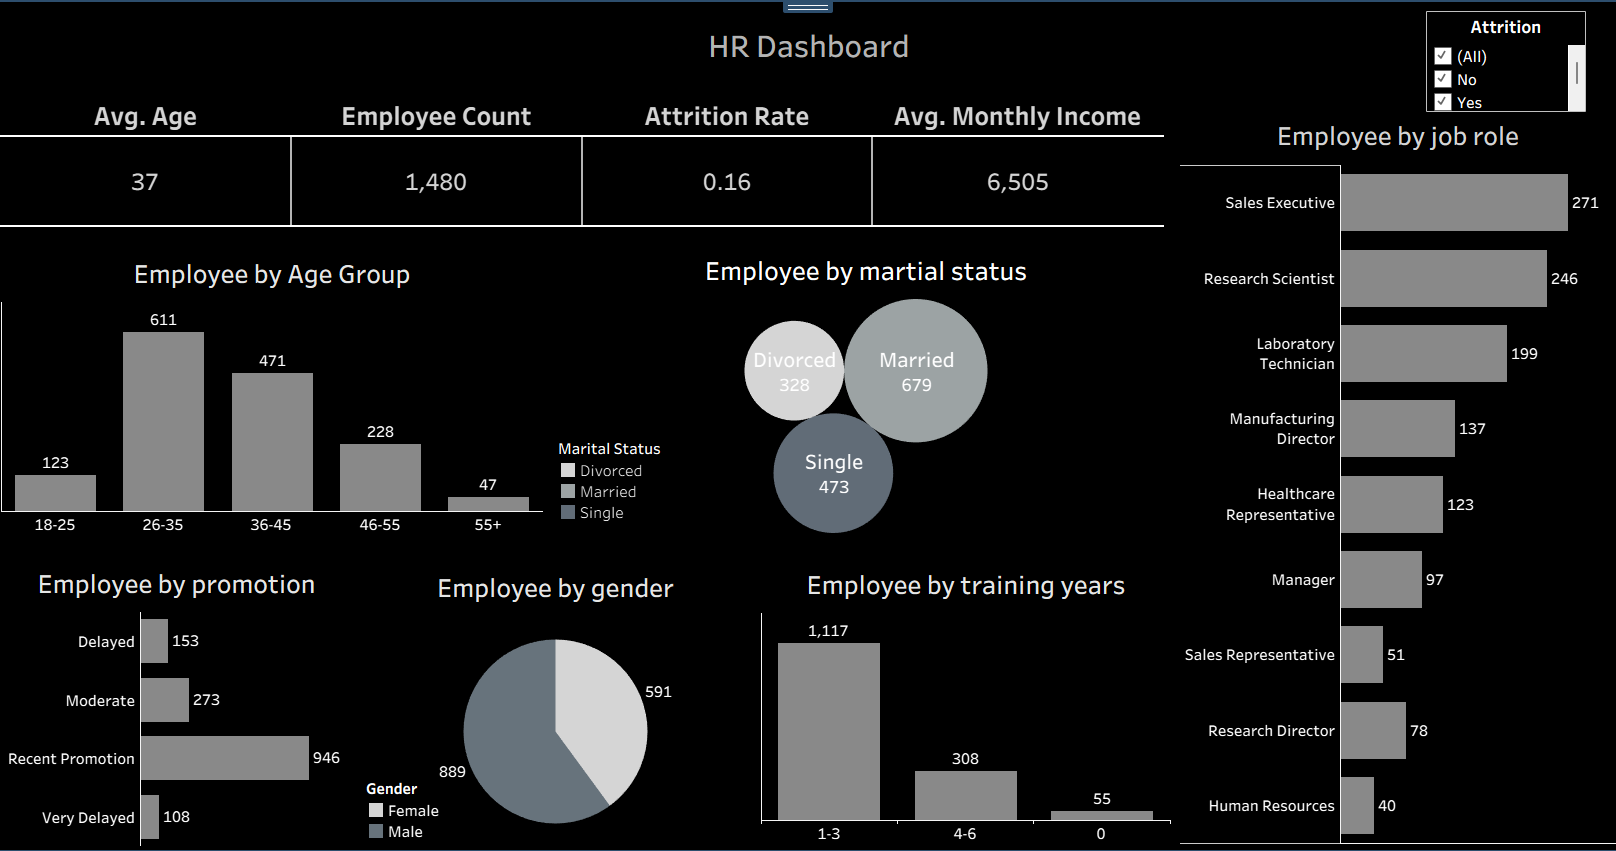 HR Dashboard
Attrition
(All)
No
Yes
Avg. Age
Employee Count
Attrition Rate
Avg. Monthly Income
37
1,480
0.16
6,505
Employee by Age Group
611
471
228
123
47
18-25
26-35
36-45
46-55
55+
Marital Status
Divorced
Married
Single
Employee by martial status
Divorced
328
Married
679
Single
473
Employee by job role
Sales Executive
271
Research Scientist
246
Laboratory
Technician
199
Manufacturing
Director
137
Healthcare
Representative
123
Manager
97
Sales Representative
51
Research Director
78
Human Resources
40
Employee by promotion
Delayed
153
Moderate
273
Recent Promotion
946
Very Delayed
108
Employee by gender
591
889
Gender
Female
Male
Employee by training years
1,117
308
55
1-3
4-6
0